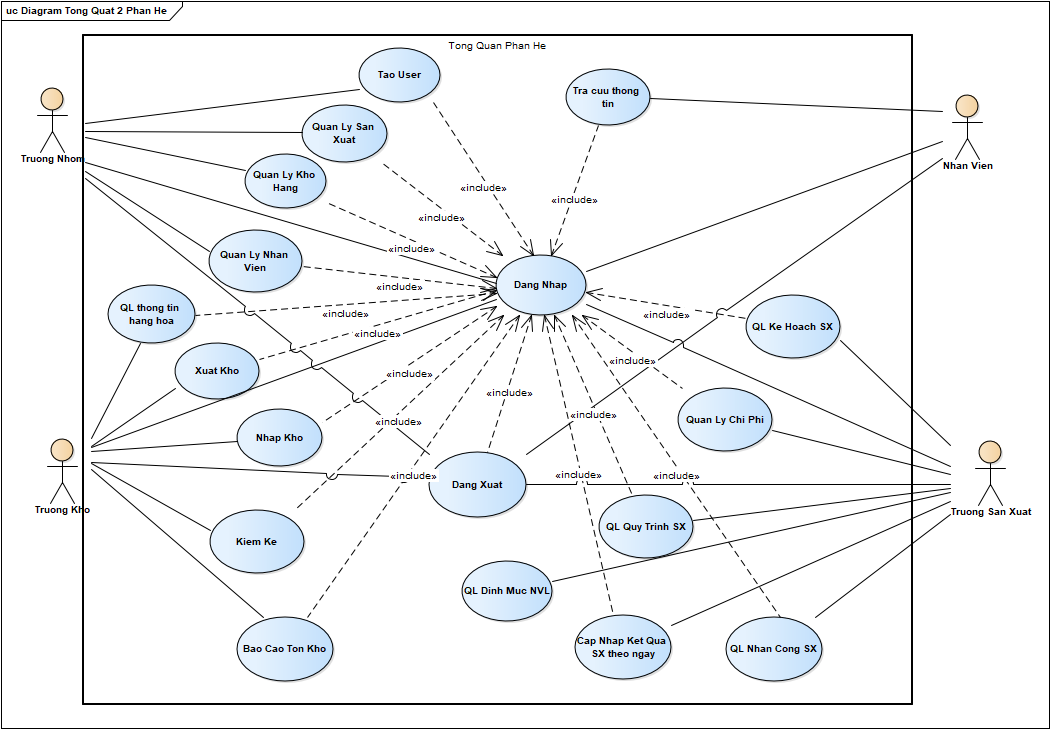 uc Diagram Tong Quat 2 Phan He
Tong Quan Phan He
Tao User
Tra cuu thong
tin
Quan Ly San
Xuat
Truong Nhom
Nhan Vien
Quan Ly Kho
Hang
«include»
«include»
«include»
«include»
Quan Ly Nhan
Vien
«include»
Dang Nhap
QL thong tin
hang hoa
«include»
«include»
QL Ke Hoach SX
«include»
«include»
Xuat Kho
«include»
«include»
«include»
«include»
Quan Ly Chi Phi
Nhap Kho
«include»
«include»
«include»
«include»
Dang Xuat
Truong Kho
Truong San Xuat
QL Quy Trinh SX
Kiem Ke
QL Dinh Muc NVL
Bao Cao Ton Kho
Cap Nhap Ket Qua
SX theo ngay
QL Nhan Cong SX